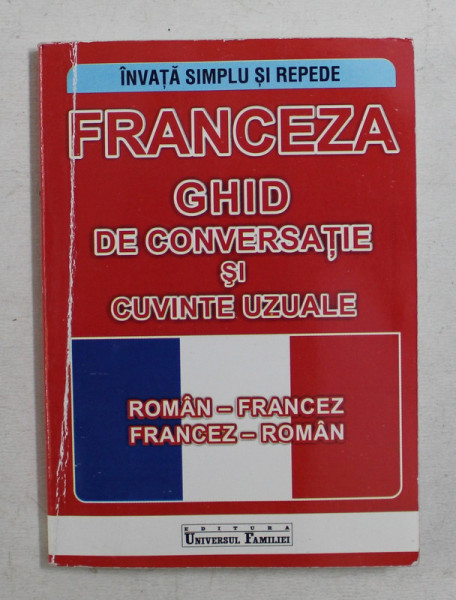 ÎNVAȚĂ SIMPLU ȘI REPEDE
FRANCEZA
GHID
DE CONVERSAȚIE
ȘI
CUVINTE UZUALE
ROMÂN – FRANCEZ
FRANCEZ – ROMÂN
EDITURA
UNIVERSUL FAMILIEI